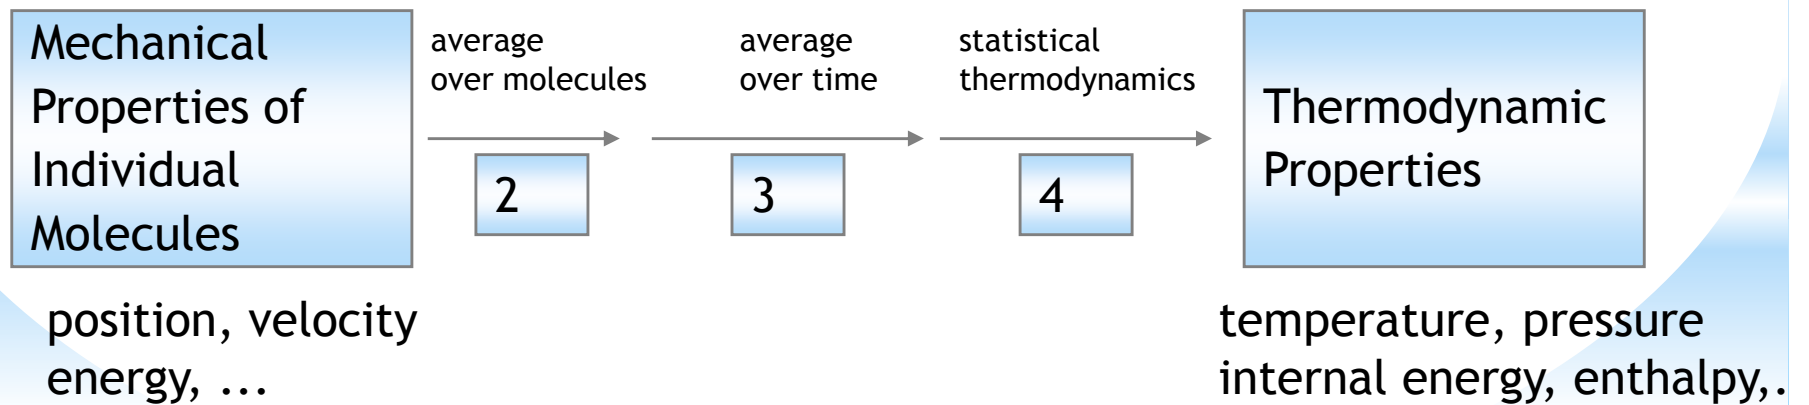 Mechanical
Properties of
Individual
Molecules
average
over molecules
2
average
over time
3
statistical
thermodynamics
4
Thermodynamic
Properties
position, velocity
energy, ...
temperature, pressure
internal energy, enthalpy,.